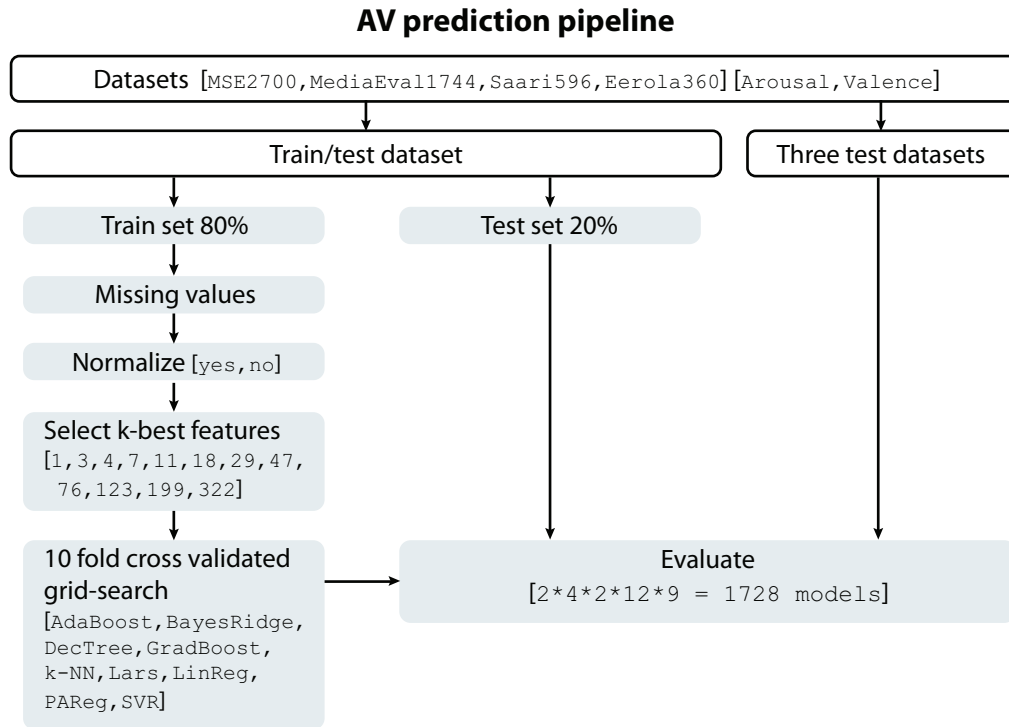 AV prediction pipeline
Datasets [MSE2700,MediaEval1744,Saari596,Eerola360] [Arousal,Valence]
Train/test dataset
Three test datasets
Train set 80%
Test set 20%
Missing values
Normalize [yes,no]
Select k-best features
[1,3,4,7,11,18,29,47,
76,123,199,322]
10 fold cross validated
grid-search
[AdaBoost,BayesRidge,
DecTree,GradBoost,
k-NN,Lars,LinReg,
PAReg,SVR]
Evaluate
[2*4*2*12*9 = 1728 models]